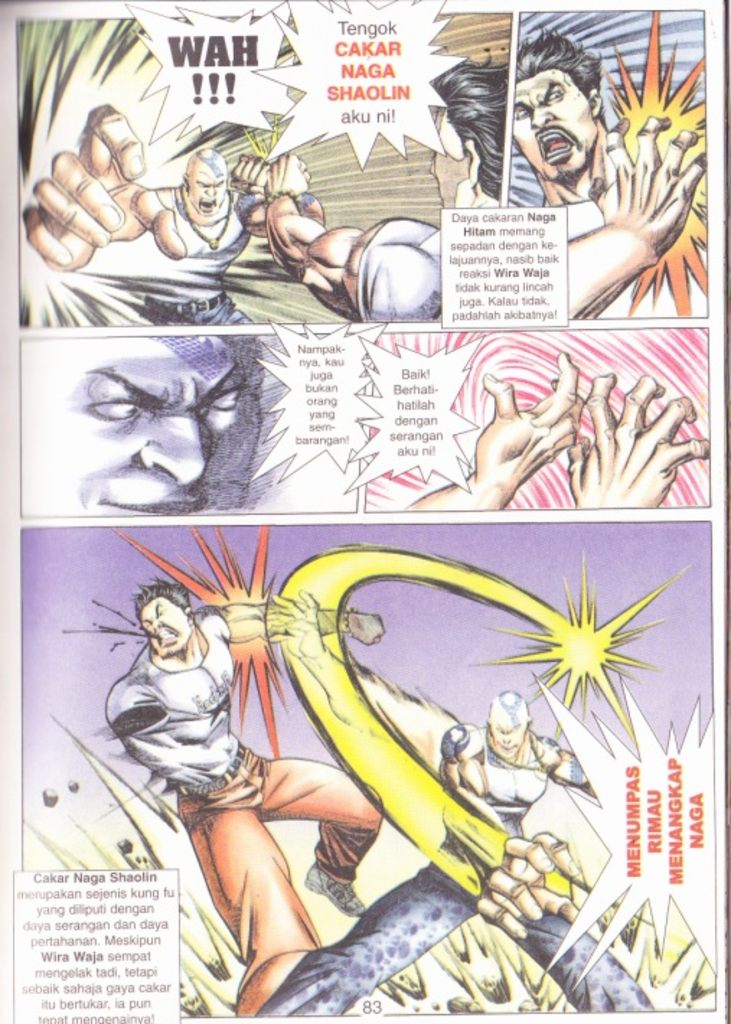 WAH
!!!
Tengok
CAKAR
NAGA
SHAOLIN
aku ni!
Daya cakaran Naga
Hitam memang
sepadan dengan ke-
lajuannya, nasib baik
reaksi Wira Waja
tidak kurang lincah
juga. Kalau tidak,
padahlah akibatnya!
Nampak-
nya, kau
juga
bukan
orang
yang
sem-
barangan!
Baik!
Berhati-
hatilah
dengan
serangan
aku ni!
MENUMPAS
RIMAU
MENANGKAP
NAGA
Cakar Naga Shaolin
merupakan sejenis kung fu
yang diliputi dengan
daya serangan dan daya
pertahanan. Meskipun
Wira Waja sempat
mengelak tadi, tetapi
sebaik sahaja gaya cakar
itu bertukar, ia pun
tepat mengenainya!
83